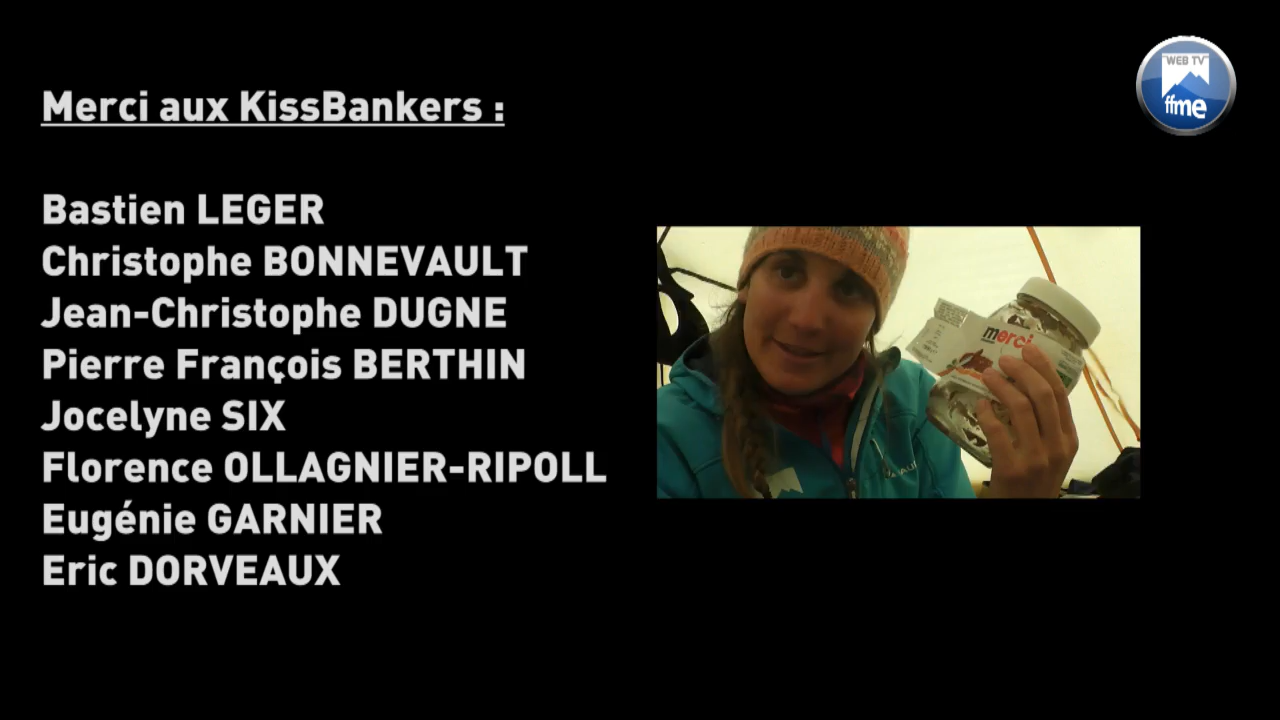 Merci aux KissBankers :
WEB TV
ffme
Bastien LEGER
Christophe BONNEVAULT
Jean-Christophe DUGNE
Pierre François BERTHIN
Jocelyne SIX
Florence OLLAGNIER-RIPOLL
Eugénie GARNIER
Eric DORVEAUX
merci